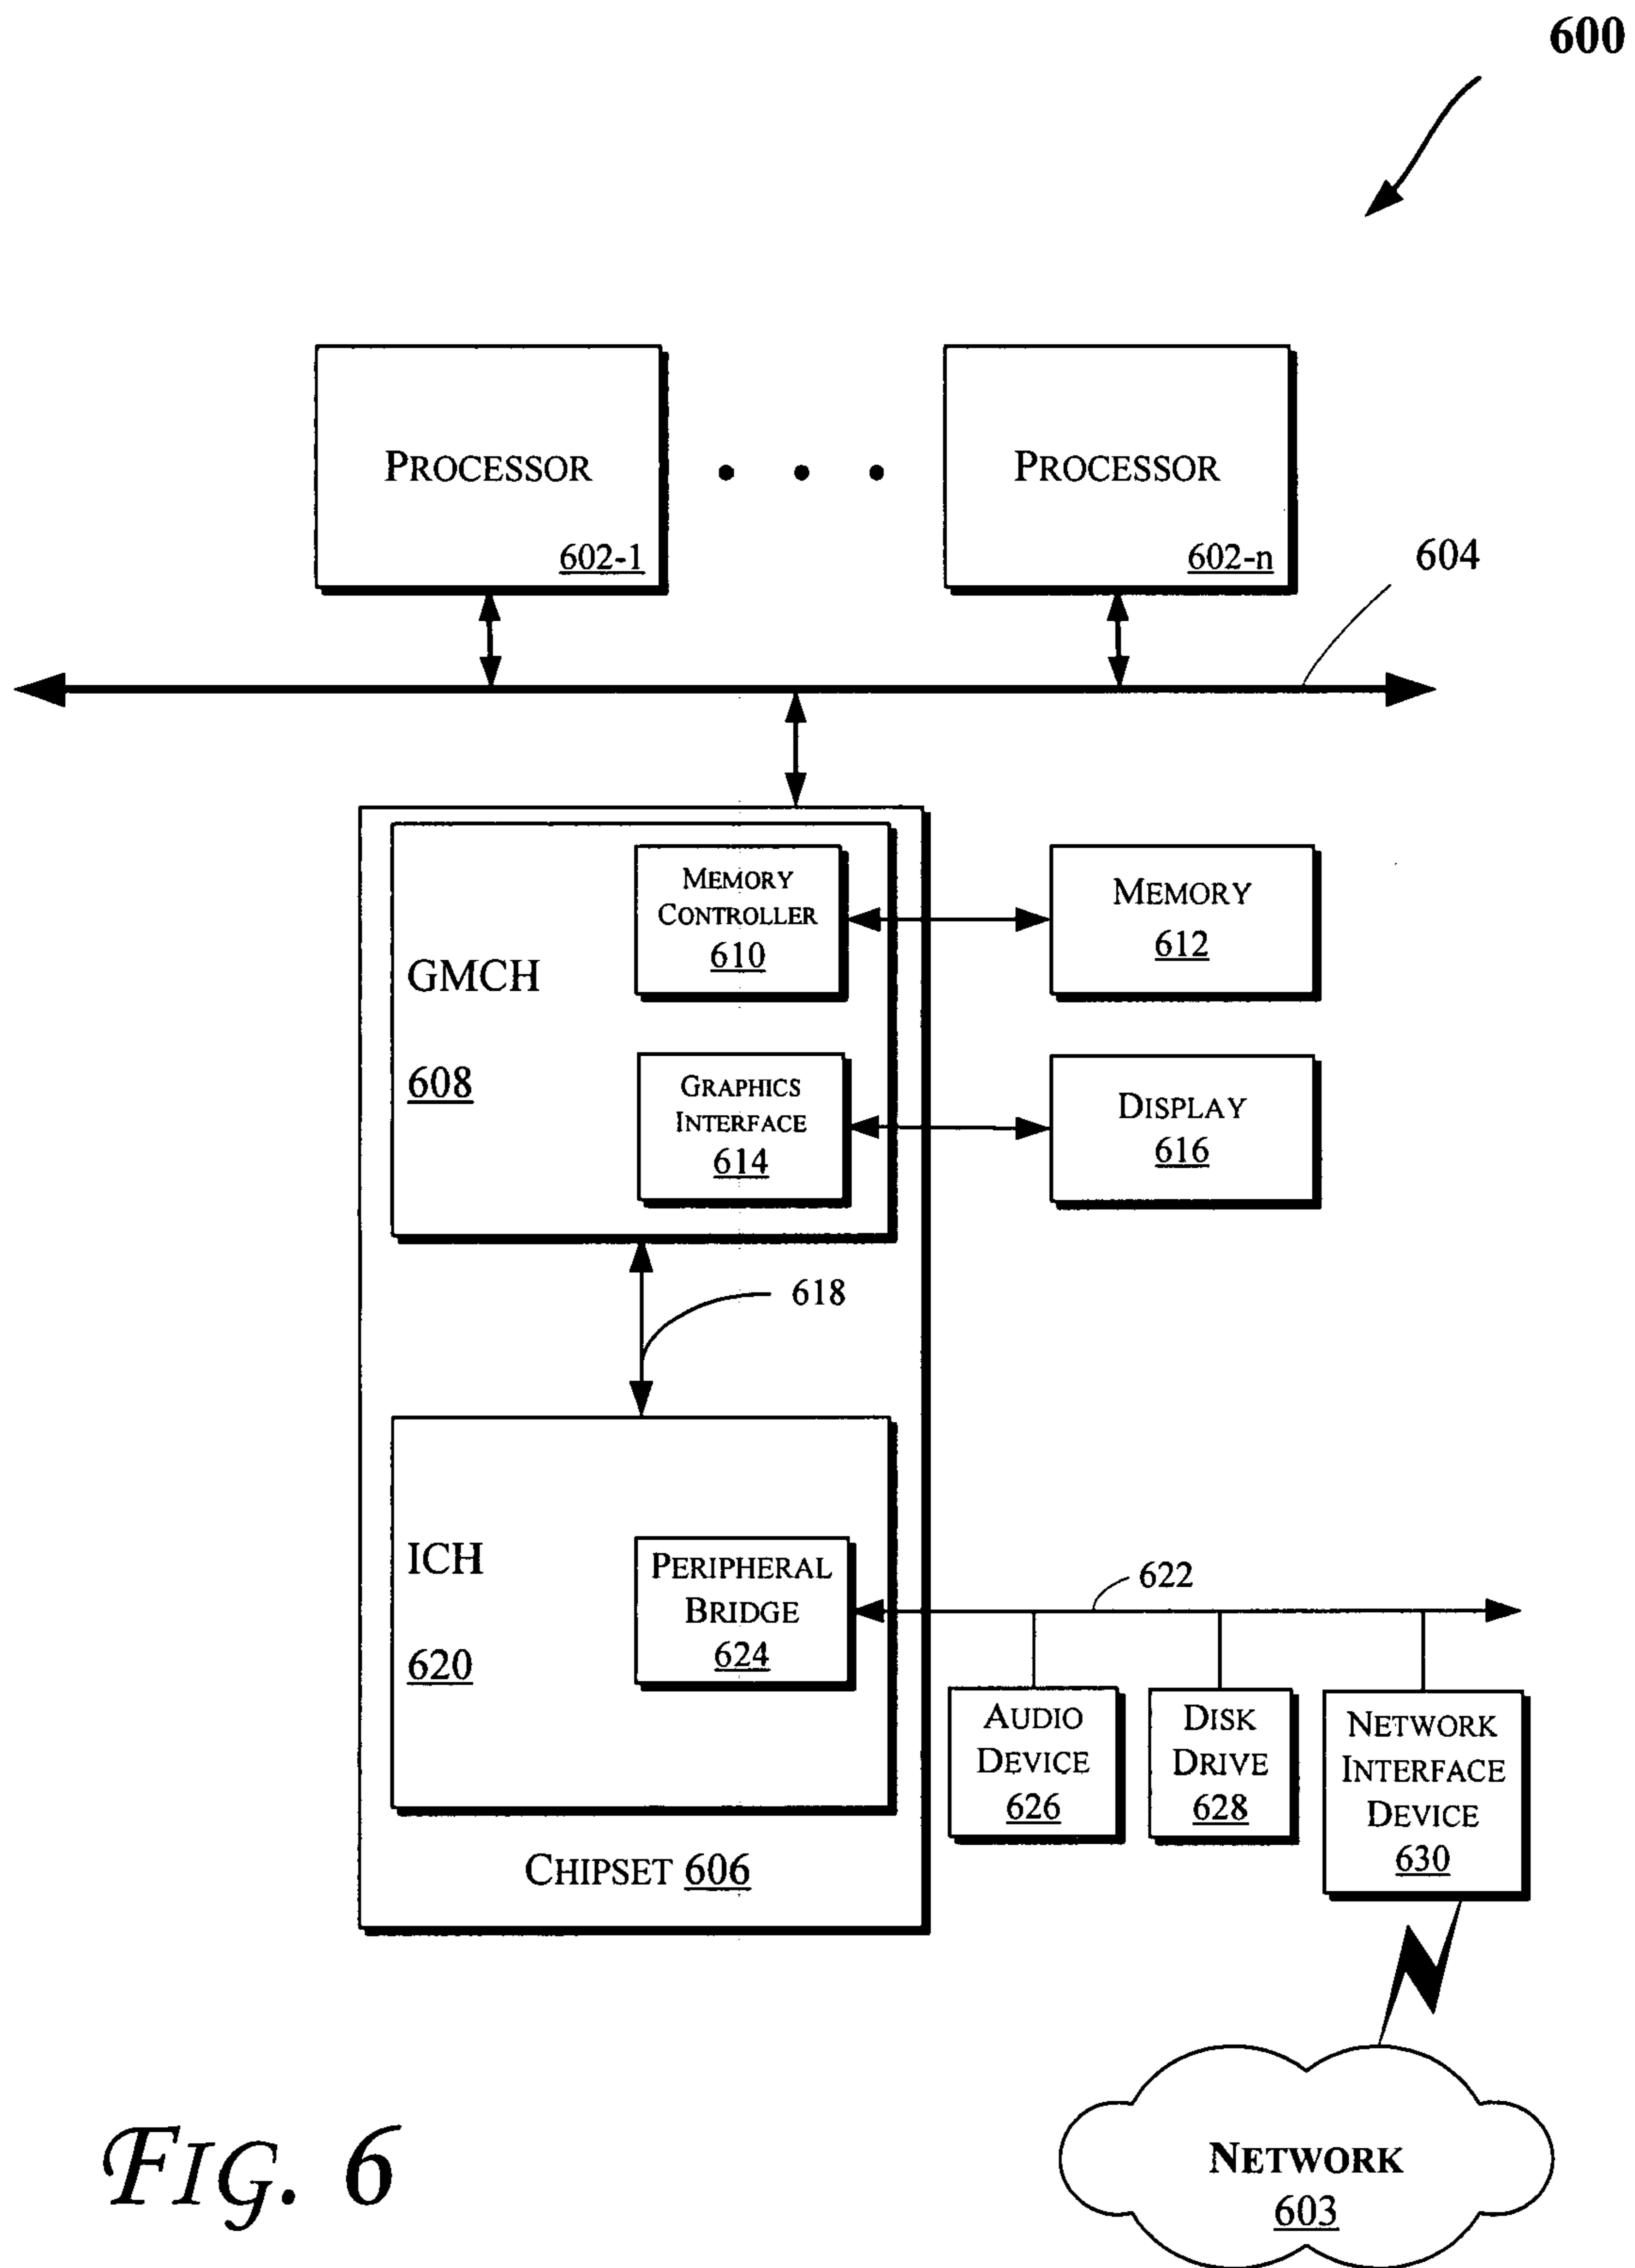 600
PROCESSOR
602-1
• • •
PROCESSOR
602-n
604
MEMORY
CONTROLLER
610
MEMORY
612
GMCH
608
GRAPHICS
INTERFACE
614
DISPLAY
616
618
ICH
620
PERIPHERAL
BRIDGE
624
622
AUDIO
DEVICE
626
DISK
DRIVE
628
NETWORK
INTERFACE
DEVICE
630
CHIPSET 606
NETWORK
603
FIG. 6